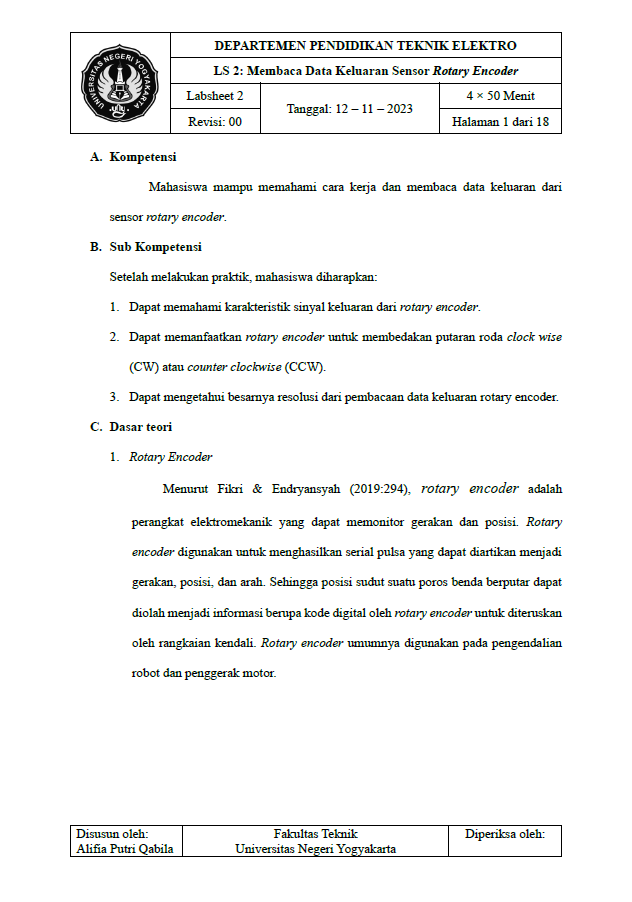 UNIVERSITAS NEGERI YOGYAKARTA
DEPARTEMEN PENDIDIKAN TEKNIK ELEKTRO
LS 2: Membaca Data Keluaran Sensor Rotary Encoder
Labsheet 2
Tanggal: 12 – 11 – 2023
4 × 50 Menit
Revisi: 00
Halaman 1 dari 18
A. Kompetensi
Mahasiswa mampu memahami cara kerja dan membaca data keluaran dari
sensor rotary encoder.
B. Sub Kompetensi
Setelah melakukan praktik, mahasiswa diharapkan:
1. Dapat memahami karakteristik sinyal keluaran dari rotary encoder.
2. Dapat memanfaatkan rotary encoder untuk membedakan putaran roda clock wise
(CW) atau counter clockwise (CCW).
3. Dapat mengetahui besarnya resolusi dari pembacaan data keluaran rotary encoder.
C. Dasar teori
1. Rotary Encoder
Menurut Fikri & Endryansyah (2019:294), rotary encoder adalah
perangkat elektromekanik yang dapat memonitor gerakan dan posisi. Rotary
encoder digunakan untuk menghasilkan serial pulsa yang dapat diartikan menjadi
gerakan, posisi, dan arah. Sehingga posisi sudut suatu poros benda berputar dapat
diolah menjadi informasi berupa kode digital oleh rotary encoder untuk diteruskan
oleh rangkaian kendali. Rotary encoder umumnya digunakan pada pengendalian
robot dan penggerak motor.
Disusun oleh:
Alifia Putri Qabila
Fakultas Teknik
Universitas Negeri Yogyakarta
Diperiksa oleh: